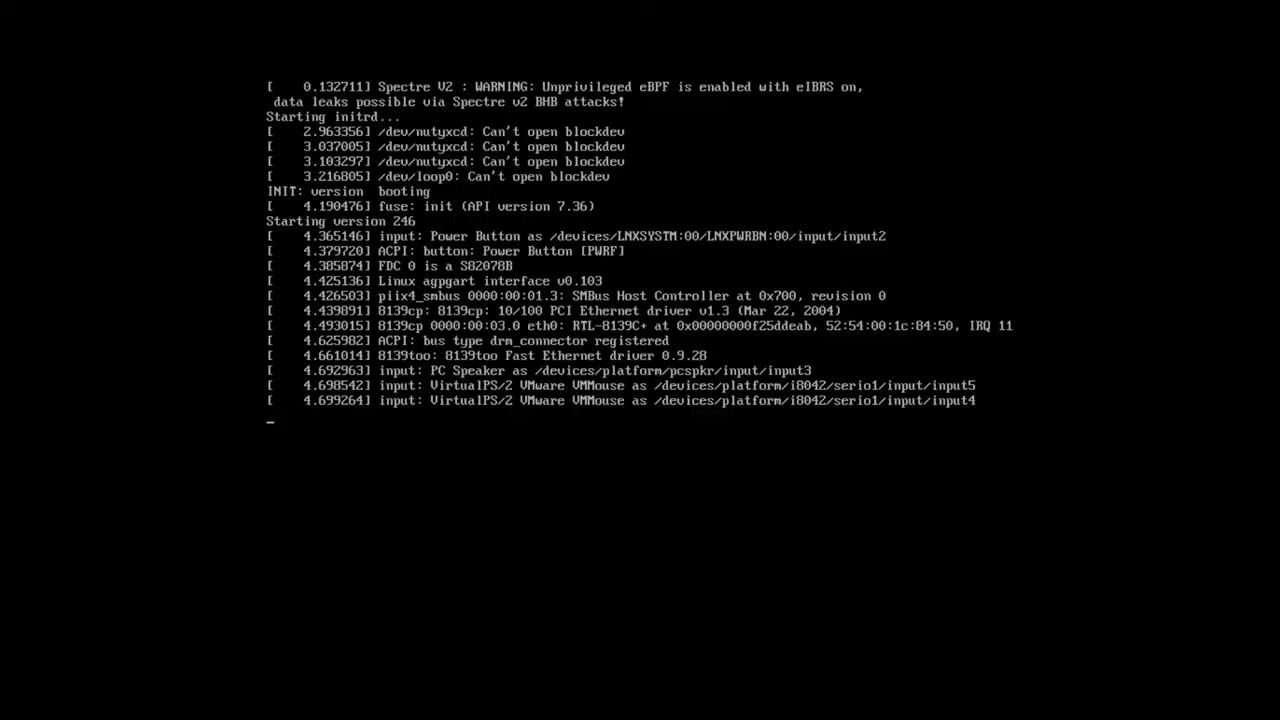 [    0.132711] Spectre V2 : WARNING: Unprivileged eBPF is enabled with eIBRS on,
 data leaks possible via Spectre v2 BHB attacks!
Starting initrd...
[    2.963356] /dev/nutyxcd: Can't open blockdev
[    3.037005] /dev/nutyxcd: Can't open blockdev
[    3.103297] /dev/nutyxcd: Can't open blockdev
[    3.216805] /dev/loop0: Can't open blockdev
INIT: version  booting
[    4.190476] fuse: init (API version 7.36)
Starting version 246
[    4.365146] input: Power Button as /devices/LNXSYSTM:00/LNXPWRBN:00/input/input2
[    4.379720] ACPI: button: Power Button [PWRF]
[    4.385874] FDC 0 is a S82078B
[    4.425136] Linux agpgart interface v0.103
[    4.426503] piix4_smbus 0000:00:01.3: SMBus Host Controller at 0x700, revision 0
[    4.439891] 8139cp: 8139cp: 10/100 PCI Ethernet driver v1.3 (Mar 22, 2004)
[    4.493015] 8139cp 0000:00:03.0 eth0: RTL-8139C+ at 0x00000000f25ddeab, 52:54:00:1c:84:50, IRQ 11
[    4.625982] ACPI: bus type drm_connector registered
[    4.661014] 8139too: 8139too Fast Ethernet driver 0.9.28
[    4.692963] input: PC Speaker as /devices/platform/pcspkr/input/input3
[    4.698542] input: VirtualPS/2 VMware VMMouse as /devices/platform/i8042/serio1/input/input5
[    4.699264] input: VirtualPS/2 VMware VMMouse as /devices/platform/i8042/serio1/input/input4
_